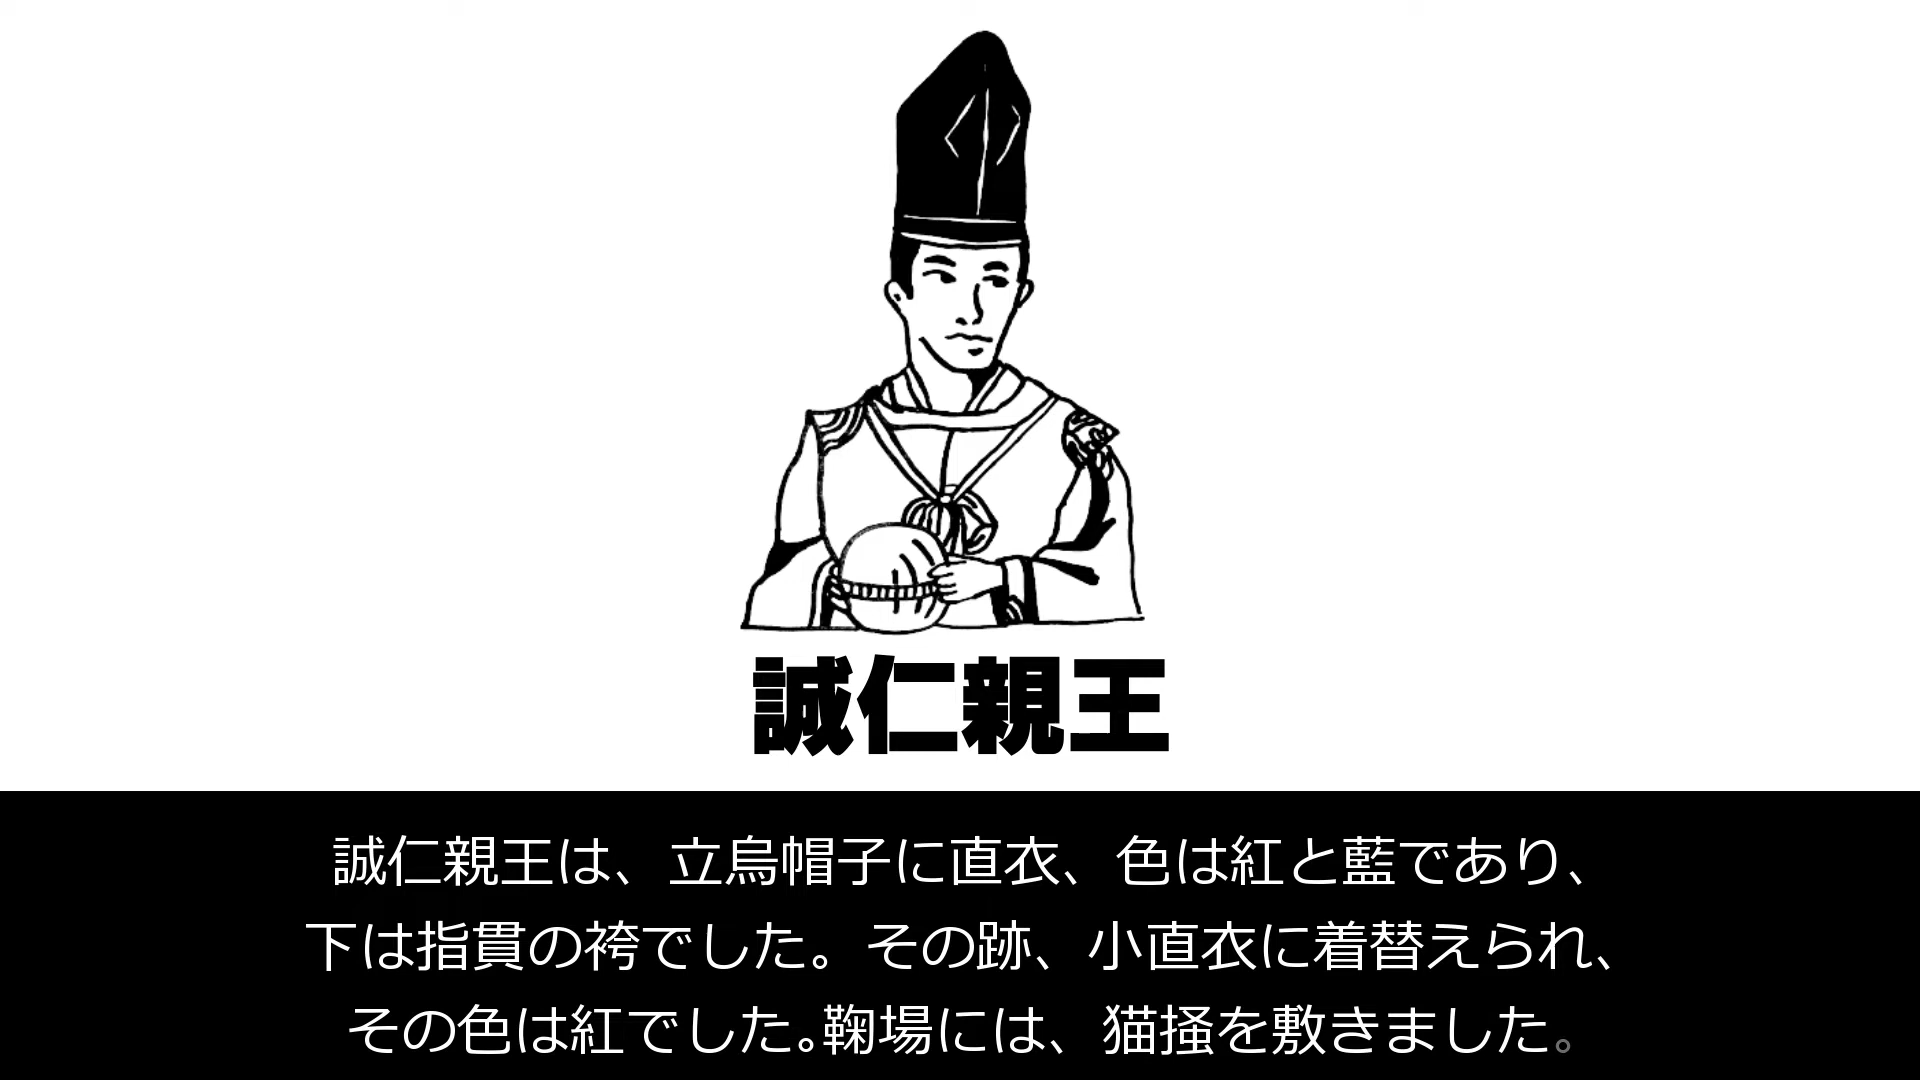 誠仁親王
誠仁親王は、立烏帽子に直衣、色は紅と藍であり、
下は指貫の袴でした。その跡、小直衣に着替えられ、
その色は紅でした。鞠場には、猫掻を敷きました。